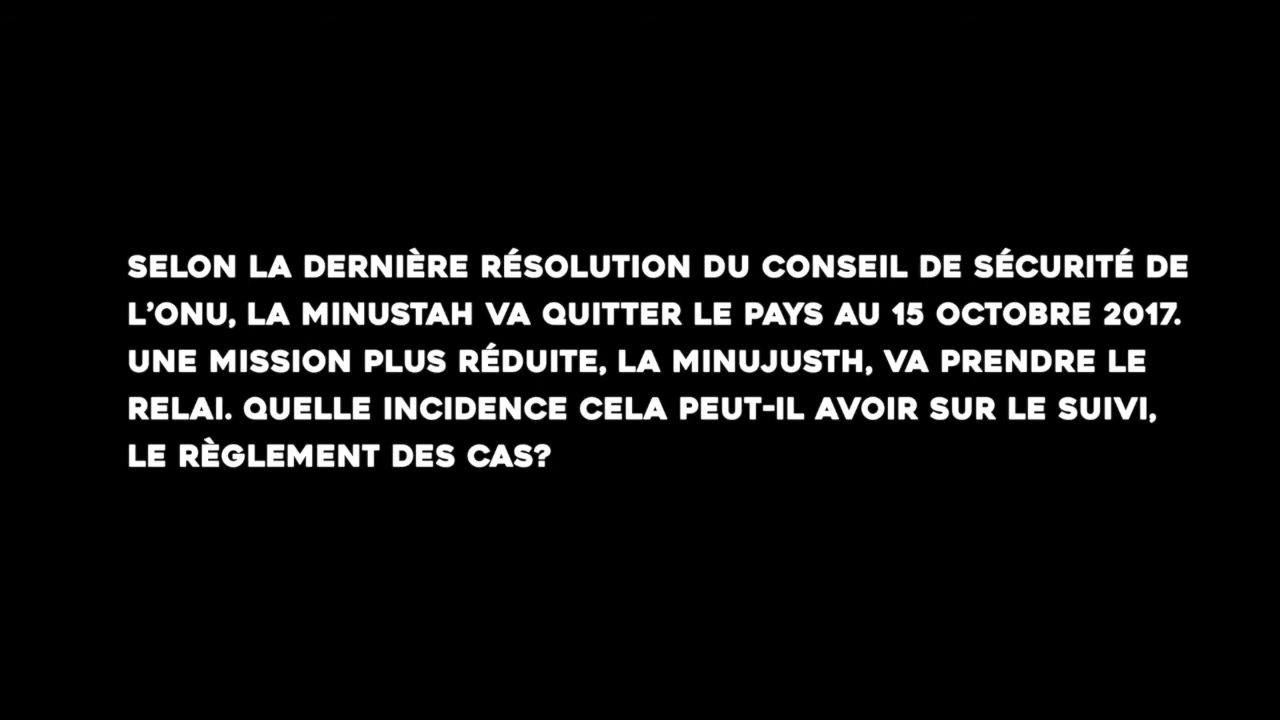 SELON LA DERNIÈRE RÉSOLUTION DU CONSEIL DE SÉCURITÉ DE
L'ONU, LA MINUSTAH VA QUITTER LE PAYS AU 15 OCTOBRE 2017.
UNE MISSION PLUS RÉDUITE, LA MINUJUSTH, VA PRENDRE LE
RELAI. QUELLE INCIDENCE CELA PEUT-IL AVOIR SUR LE SUIVI,
LE RÈGLEMENT DES CAS?